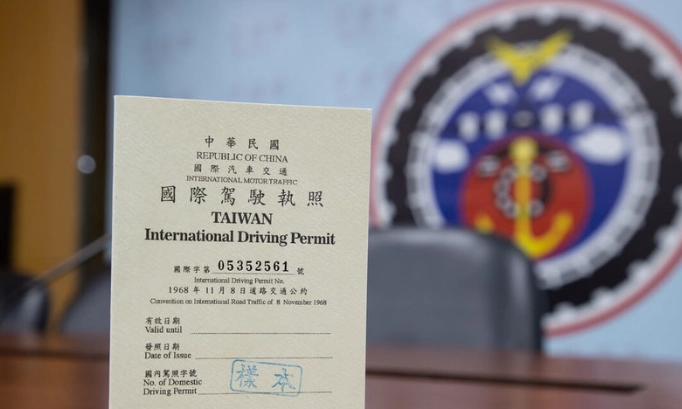 中華民國
REPUBLIC OF CHINA
國際汽車交通
INTERNATIONAL MOTOR TRAFFIC
國際駕駛執照
TAIWAN
International Driving Permit
國際字第 05352561 號
International Driving Permit No.
1968 年 11 月 8 日道路交通公約
Convention on International Road Traffic of 8 November 1968
有效日期
Valid until
發照日期
Date of Issue
國內駕照字號
No. of Domestic
Driving Permit
樣本